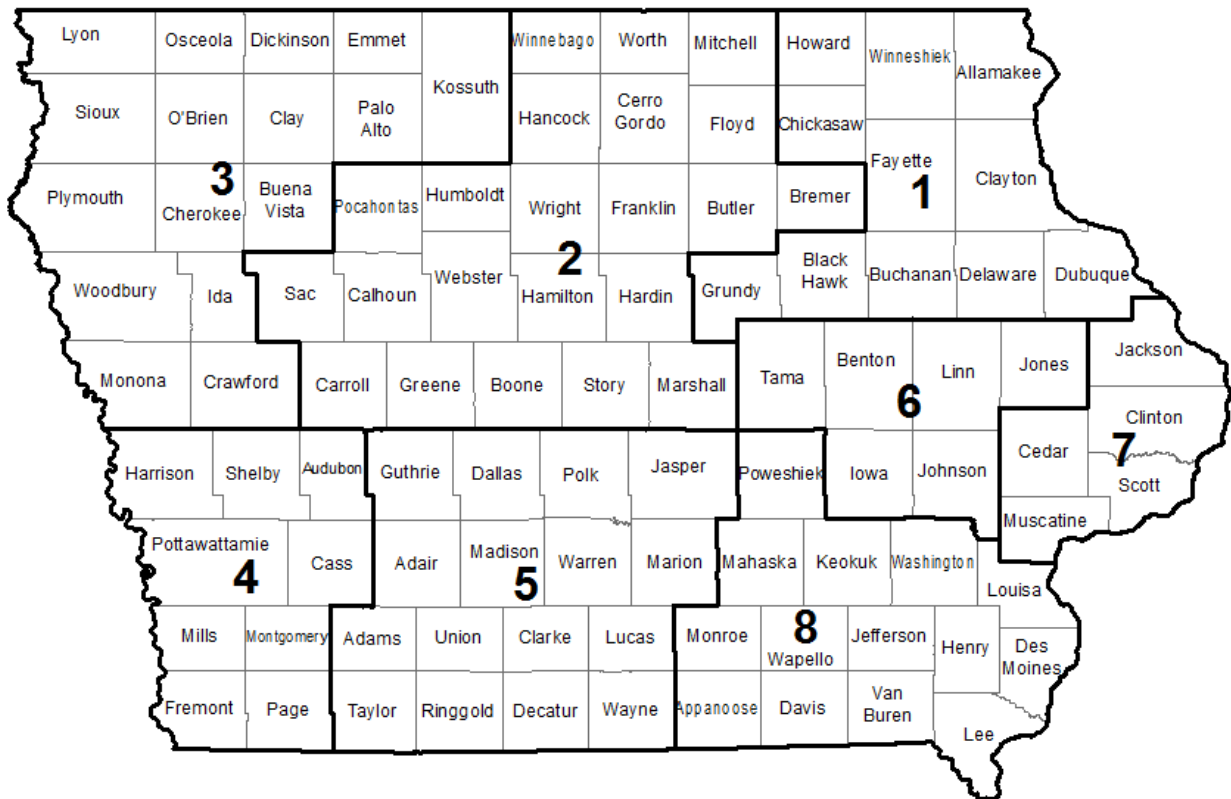 Lyon
Osceola
Dickinson
Emmet
Kossuth
Winnebago
Worth
Mitchell
Howard
Winneshiek
Allamakee
Sioux
O'Brien
Clay
Palo
Alto
Hancock
Cerro
Gordo
Floyd
Chickasaw
Fayette
1
Clayton
Plymouth
3
Cherokee
Buena
Vista
Pocahontas
Humboldt
Wright
Franklin
Butler
Bremer
Woodbury
Ida
Sac
Calhoun
Webster
2
Hamilton
Hardin
Grundy
Black
Hawk
Buchanan
Delaware
Dubuque
Monona
Crawford
Carroll
Greene
Boone
Story
Marshall
Tama
Benton
Linn
6
Jones
Jackson
Harrison
Shelby
Audubon
Guthrie
Dallas
Polk
Jasper
Poweshiek
Iowa
Johnson
Cedar
Clinton
7
Scott
Muscatine
Pottawattamie
4
Cass
Adair
Madison
5
Warren
Marion
Mahaska
Keokuk
Washington
Louisa
Mills
Montgomery
Adams
Union
Clarke
Lucas
Monroe
8
Wapello
Jefferson
Henry
Des
Moines
Fremont
Page
Taylor
Ringgold
Decatur
Wayne
Appanoose
Davis
Van
Buren
Lee